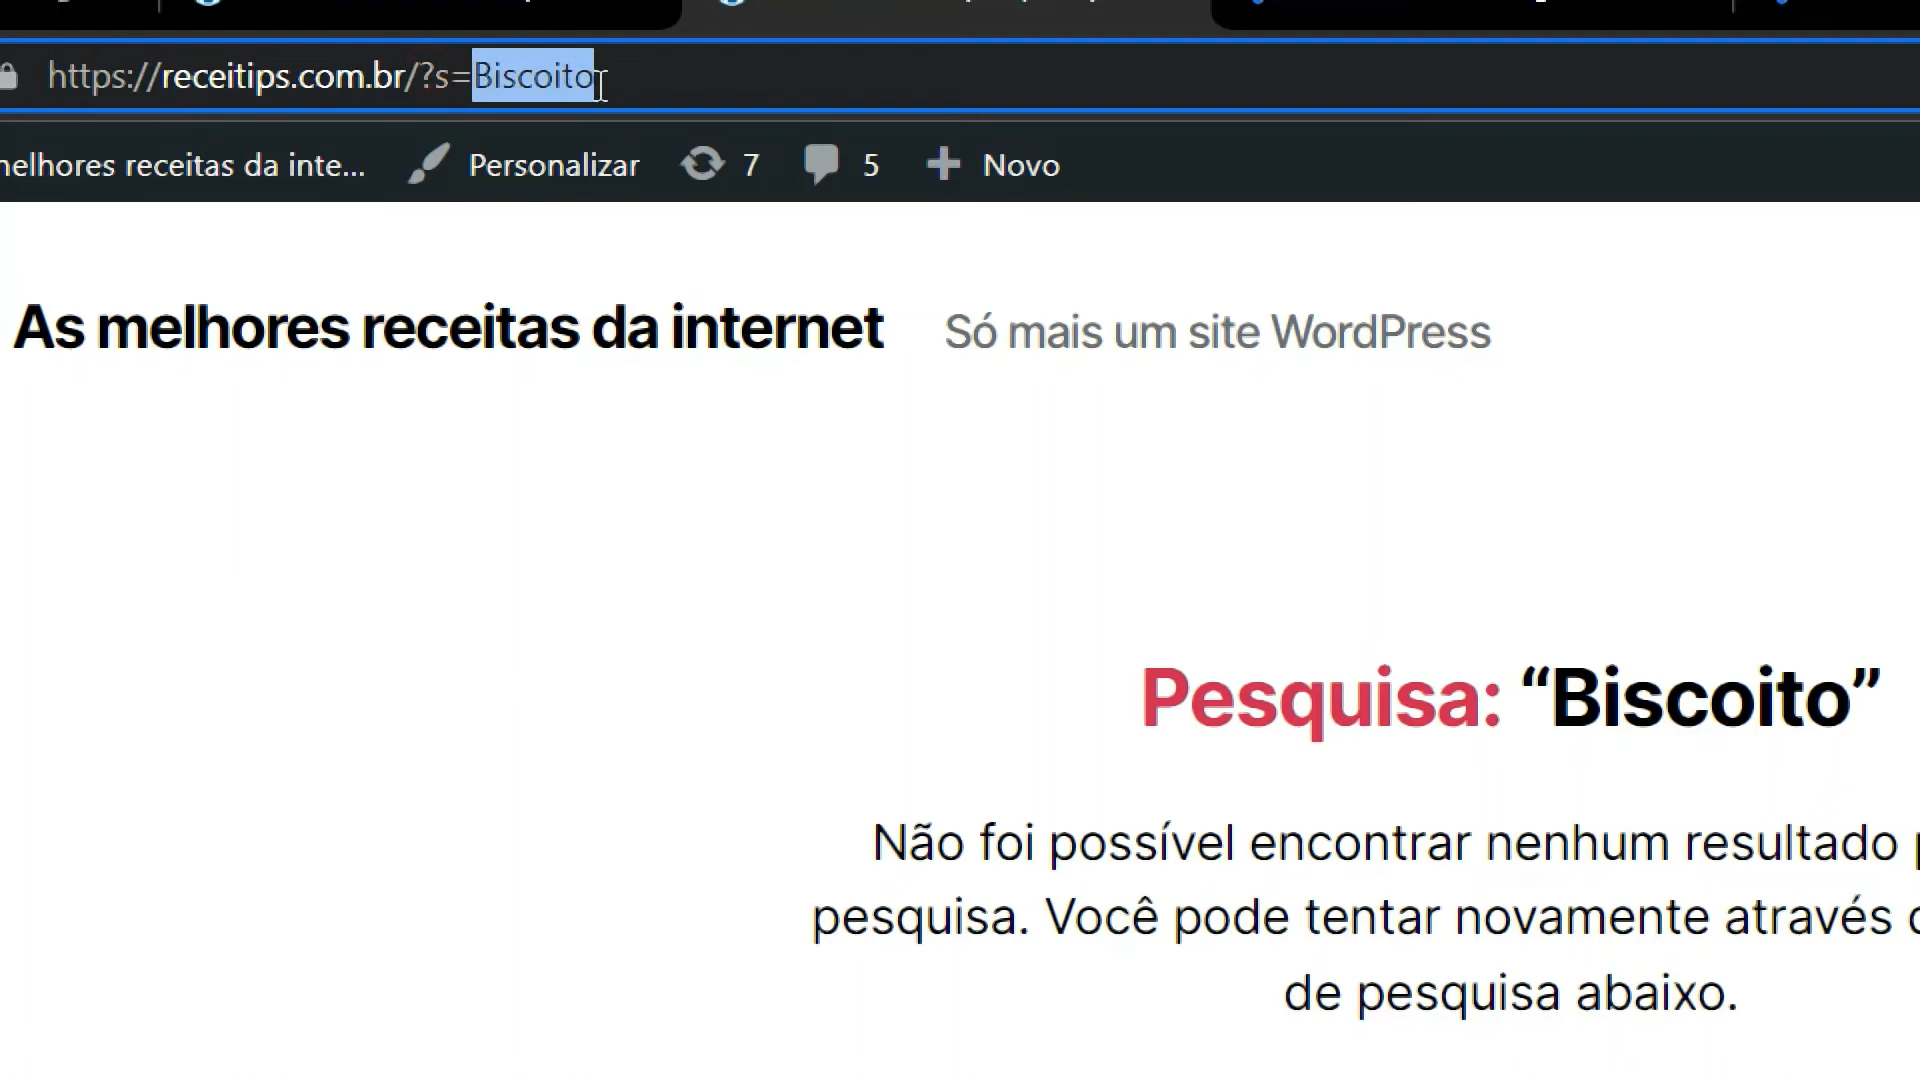 https://receitips.com.br/?s=Biscoito
melhores receitas da inte... Personalizar 7 5 Novo
As melhores receitas da internet Só mais um site WordPress
Pesquisa: “Biscoito”
Não foi possível encontrar nenhum resultado
pesquisa. Você pode tentar novamente através
de pesquisa abaixo.